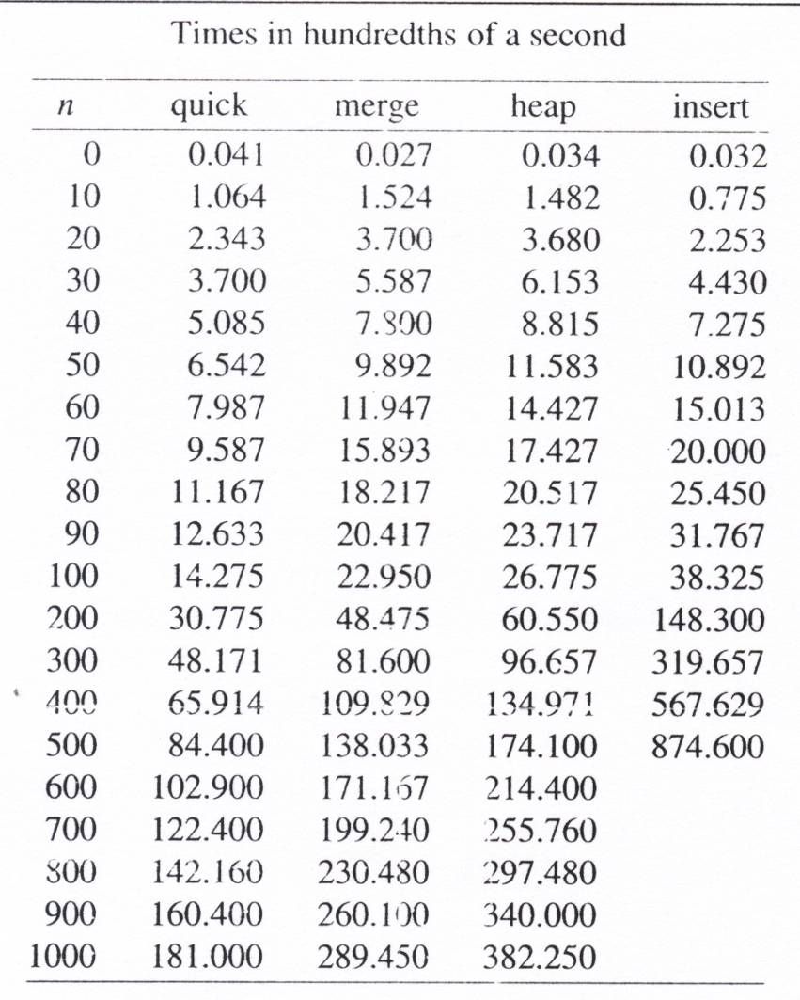 Times in hundredths of a second
n quick merge heap insert
0 0.041 0.027 0.034 0.032
10 1.064 1.524 1.482 0.775
20 2.343 3.700 3.680 2.253
30 3.700 5.587 6.153 4.430
40 5.085 7.800 8.815 7.275
50 6.542 9.892 11.583 10.892
60 7.987 11.947 14.427 15.013
70 9.587 15.893 17.427 20.000
80 11.167 18.217 20.517 25.450
90 12.633 20.417 23.717 31.767
100 14.275 22.950 26.775 38.325
200 30.775 48.475 60.550 148.300
300 48.171 81.600 96.657 319.657
400 65.914 109.829 134.971 567.629
500 84.400 138.033 174.100 874.600
600 102.900 171.167 214.400
700 122.400 199.240 255.760
800 142.160 230.480 297.480
900 160.400 260.100 340.000
1000 181.000 289.450 382.250